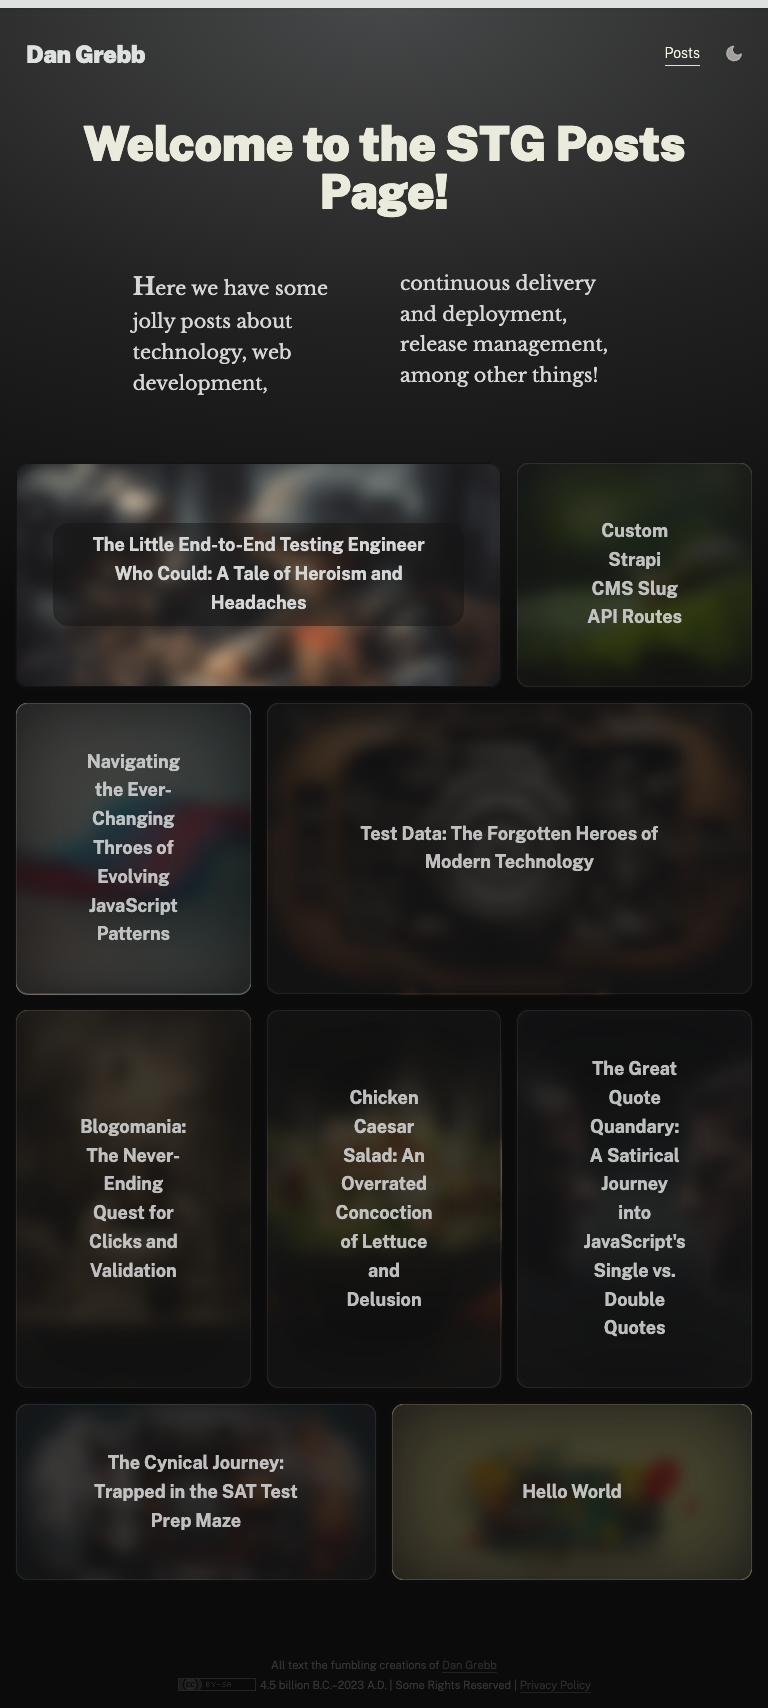 Dan Grebb
Posts
Welcome to the STG Posts
Page!
Here we have some
jolly posts about
technology, web
development,
continuous delivery
and deployment,
release management,
among other things!
The Little End-to-End Testing Engineer
Who Could: A Tale of Heroism and
Headaches
Custom
Strapi
CMS Slug
API Routes
Navigating
the Ever-
Changing
Throes of
Evolving
JavaScript
Patterns
Test Data: The Forgotten Heroes of
Modern Technology
Blogomania:
The Never-
Ending
Quest for
Clicks and
Validation
Chicken
Caesar
Salad: An
Overrated
Concoction
of Lettuce
and
Delusion
The Great
Quote
Quandary:
A Satirical
Journey
into
JavaScript's
Single vs.
Double
Quotes
The Cynical Journey:
Trapped in the SAT Test
Prep Maze
Hello World
All text the fumbling creations of Dan Grebb
cc BY-SA 4.5 billion B.C.–2023 A.D. | Some Rights Reserved | Privacy Policy